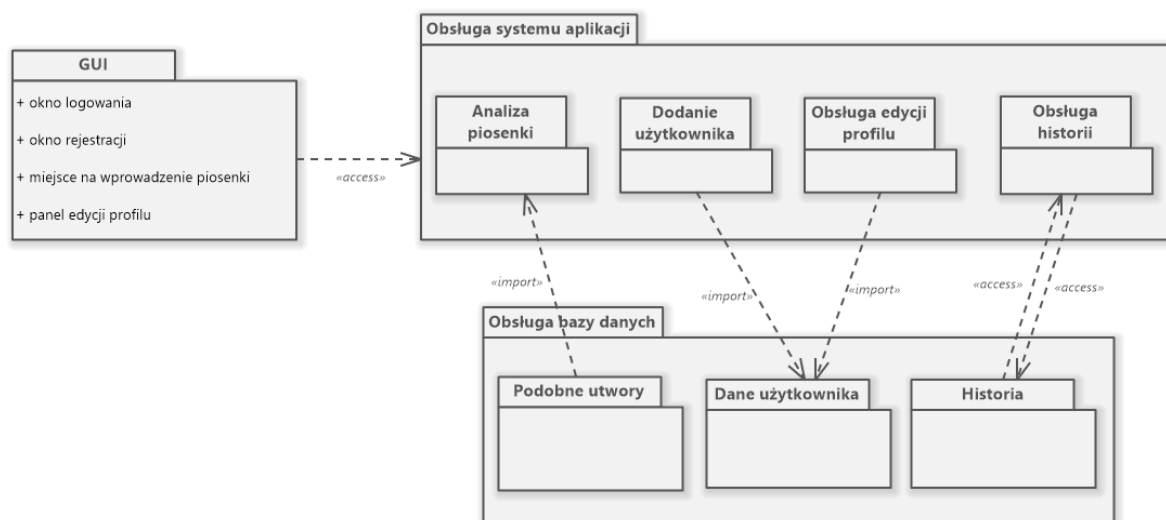 Obsługa systemu aplikacji
GUI
+ okno logowania
+ okno rejestracji
+ miejsce na wprowadzenie piosenki
+ panel edycji profilu
«access»
Analiza
piosenki
Dodanie
użytkownika
Obsługa edycji
profilu
Obsługa
historii
«import»
«import»
«import»
«access»
«access»
Obsługa bazy danych
Podobne utwory
Dane użytkownika
Historia